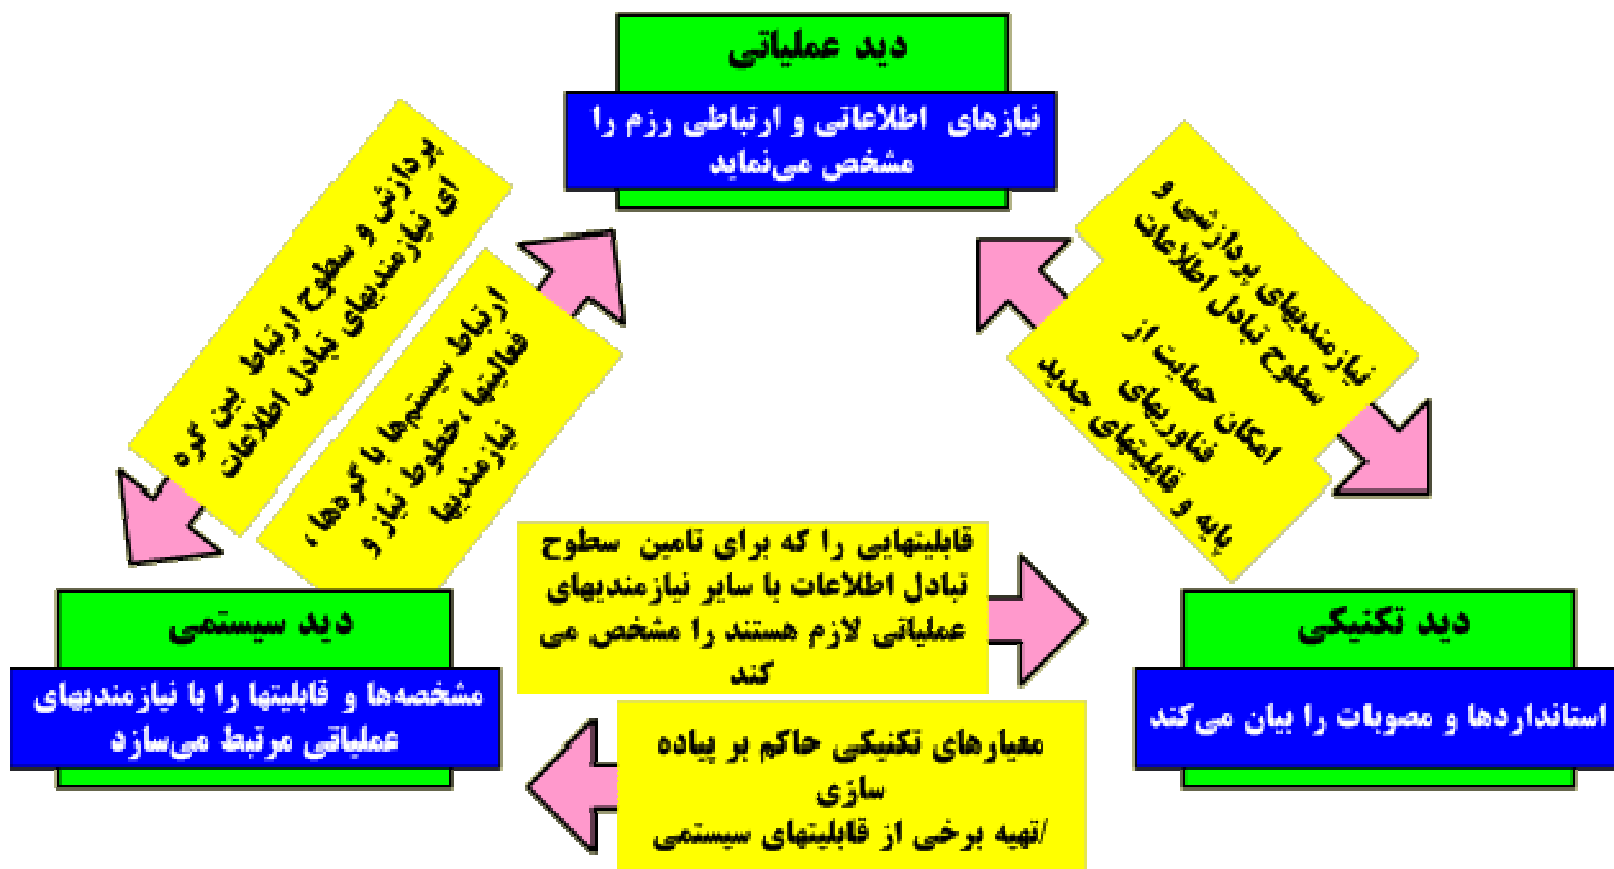 دید عملیاتی
نیازهای اطلاعاتی و ارتباطی رزم را
مشخص می‌نماید
پردازش و سطوح ارتباط بین گره
ای نیازمندیهای تبادل اطلاعات
ارتباط سیستم‌ها با گره‌ها،
فعالیتها ،خطوط نیاز و
نیازمندیها
نیازمندیهای پردازشی و
سطوح تبادل اطلاعات
امکان حمایت از
فناوریهای
پایه و قابلیتهای جدید
قابلیتهایی را که برای تامین سطوح
تبادل اطلاعات یا سایر نیازمندیهای
عملیاتی لازم هستند را مشخص می
کند
دید سیستمی
مشخصه‌ها و قابلیتها را با نیازمندیهای
عملیاتی مرتبط می‌سازد
دید تکنیکی
استانداردها و مصوبات را بیان می‌کند
معیارهای تکنیکی حاکم بر پیاده
سازی
/تهیه برخی از قابلیتهای سیستمی